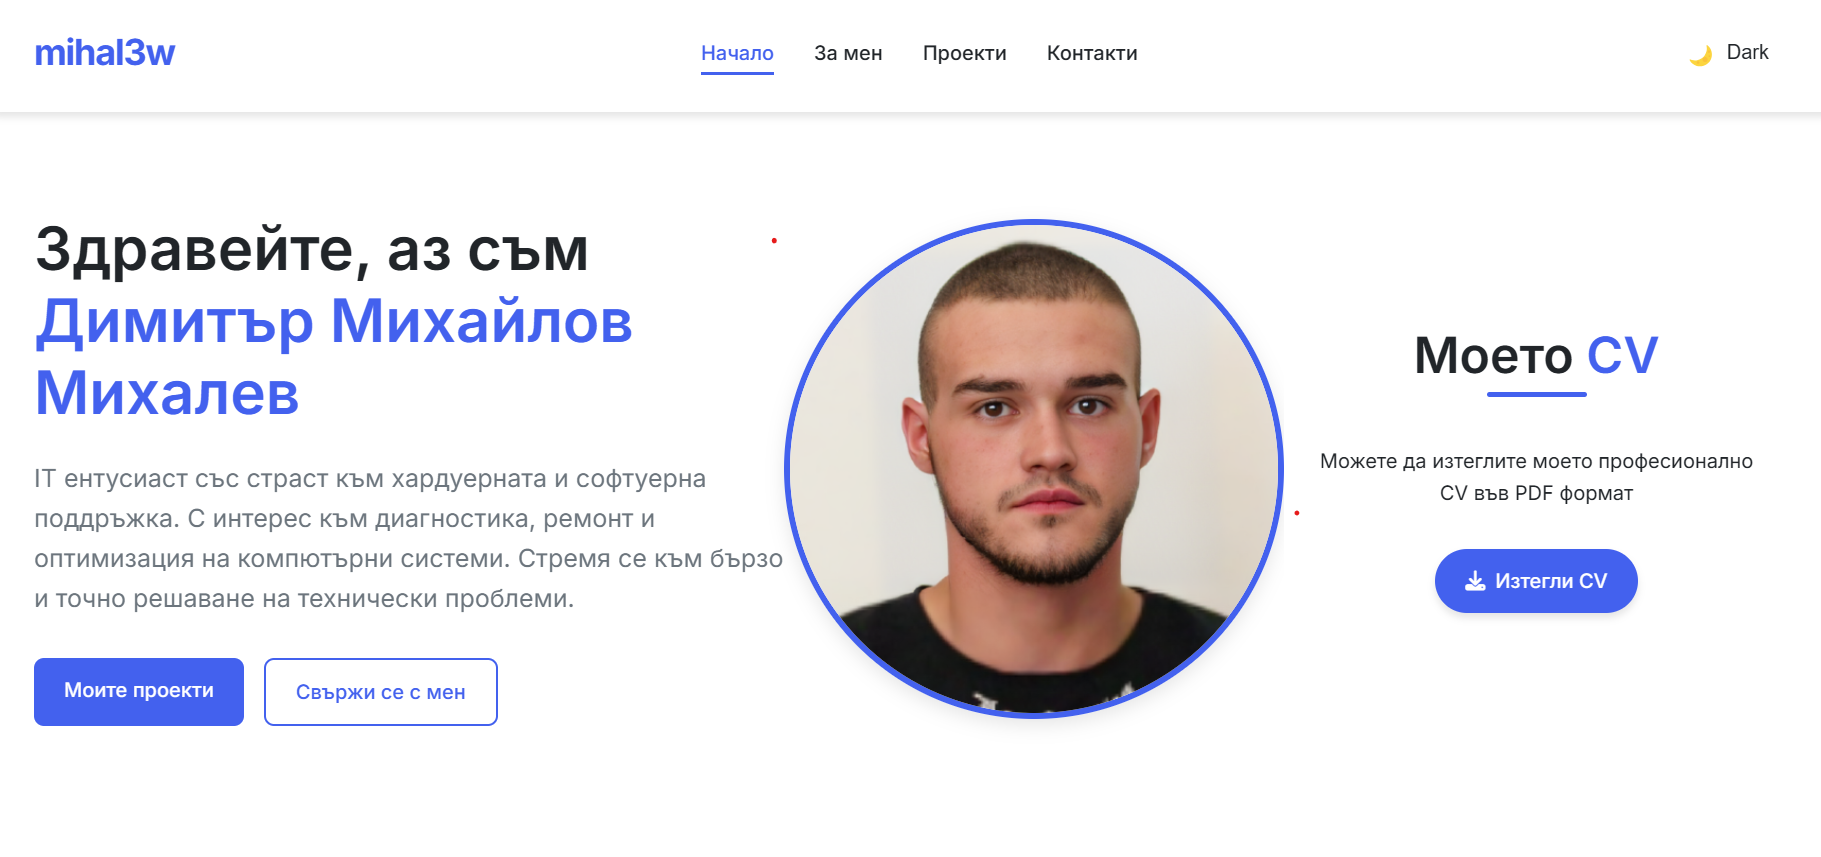 mihal3w
Начало За мен Проекти Контакти
Dark
Здравейте, аз съм
Димитър Михайлов
Михалев
IT ентусиаст със страст към хардуерната и софтуерна
поддръжка. С интерес към диагностика, ремонт и
оптимизация на компютърни системи. Стремя се към бързо
и точно решаване на технически проблеми.
Моите проекти
Свържи се с мен
Моето CV
Можете да изтеглите моето професионално
CV във PDF формат
Изтегли CV